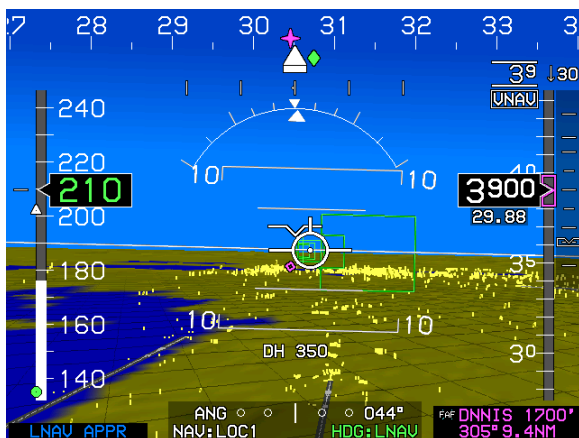 27 28 29 30 31 32 33
39 ↓30
VNAV
240
220
210
200
180
160
140
10 10
3900
29.88
35
30
10 10
DH 350
ANG 044°
NAV:LOC1 HDG:LNAV
LNAV APPR
FAF DNNIS 1700'
305° 9.4NM